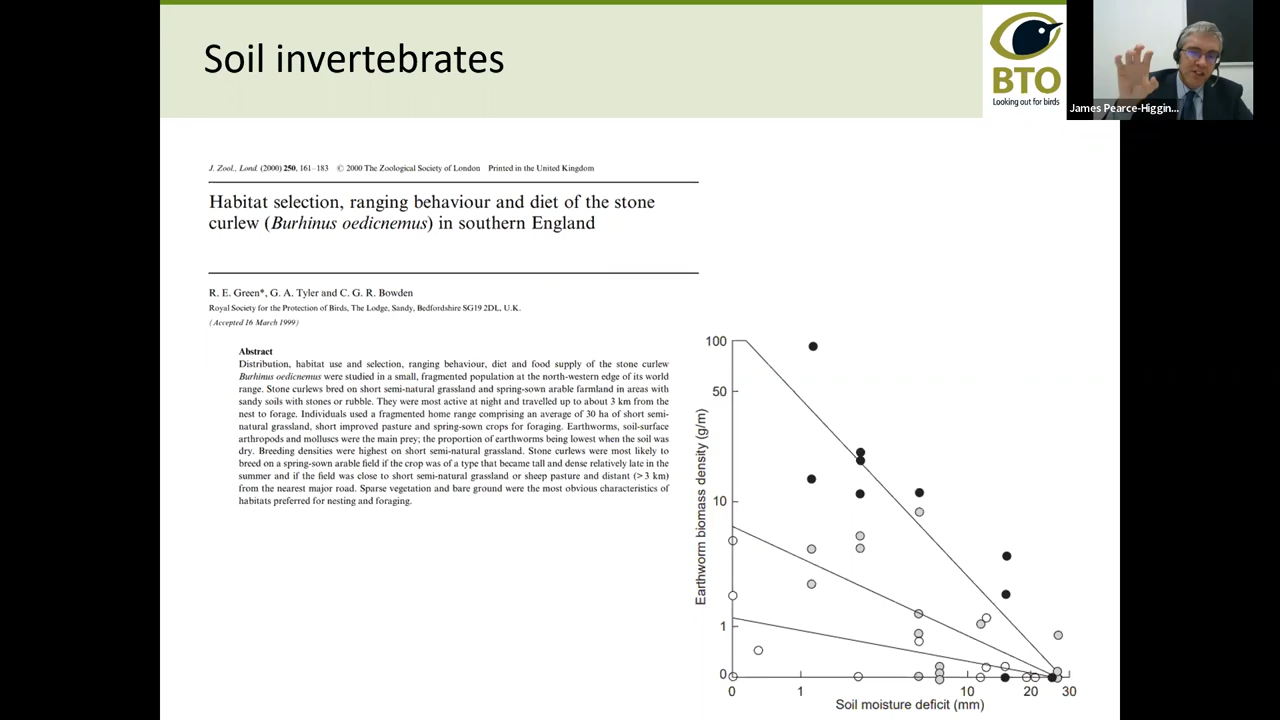 Soil invertebrates
BTO
Looking out for birds
James Pearce-Higgin...
J. Zool., Lond. (2000) 250, 161–183 © 2000 The Zoological Society of London Printed in the United Kingdom
Habitat selection, ranging behaviour and diet of the stone
curlew (Burhinus oedicnemus) in southern England
R. E. Green*, G. A. Tyler and C. G. R. Bowden
Royal Society for the Protection of Birds, The Lodge, Sandy, Bedfordshire SG19 2DL, U.K.
(Accepted 16 March 1999)
Abstract
Distribution, habitat use and selection, ranging behaviour, diet and food supply of the stone curlew
Burhinus oedicnemus were studied in a small, fragmented population at the north-western edge of its world
range. Stone curlews bred on short semi-natural grassland and spring-sown arable farmland in areas with
sandy soils with stones or rubble. They were most active at night and travelled up to about 3 km from the
nest to forage. Individuals used a fragmented home range comprising an average of 30 ha of short semi-
natural grassland, short improved pasture and spring-sown crops for foraging. Earthworms, soil-surface
arthropods and molluscs were the main prey; the proportion of earthworms being lowest when the soil was
dry. Breeding densities were highest on short semi-natural grassland. Stone curlews were most likely to
breed on a spring-sown arable field if the crop was of a type that became tall and dense relatively late in the
summer and if the field was close to short semi-natural grassland or sheep pasture and distant (>3 km)
from the nearest major road. Sparse vegetation and bare ground were the most obvious characteristics of
habitats preferred for nesting and foraging.
Earthworm biomass density (g/m)
100
50
10
1
0
0 1 10 20 30
Soil moisture deficit (mm)